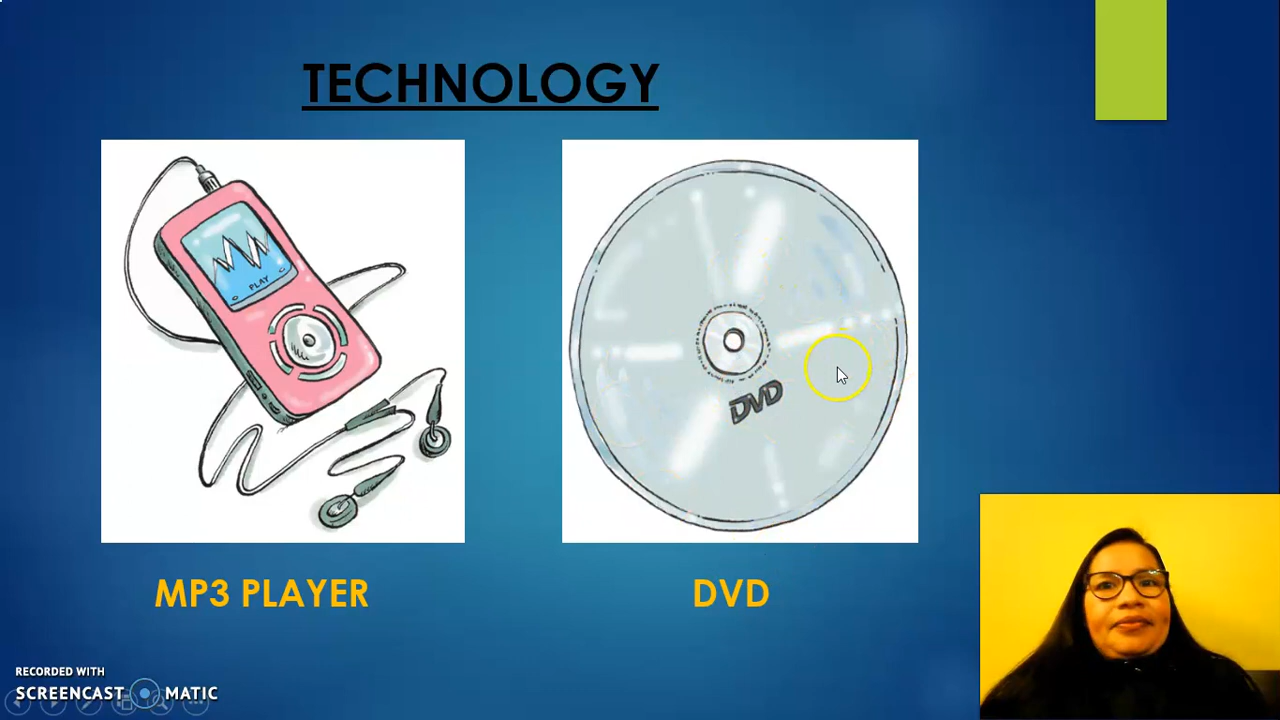 TECHNOLOGY
PLAY
DVD
MP3 PLAYER
DVD
RECORDED WITH
SCREENCAST MATIC